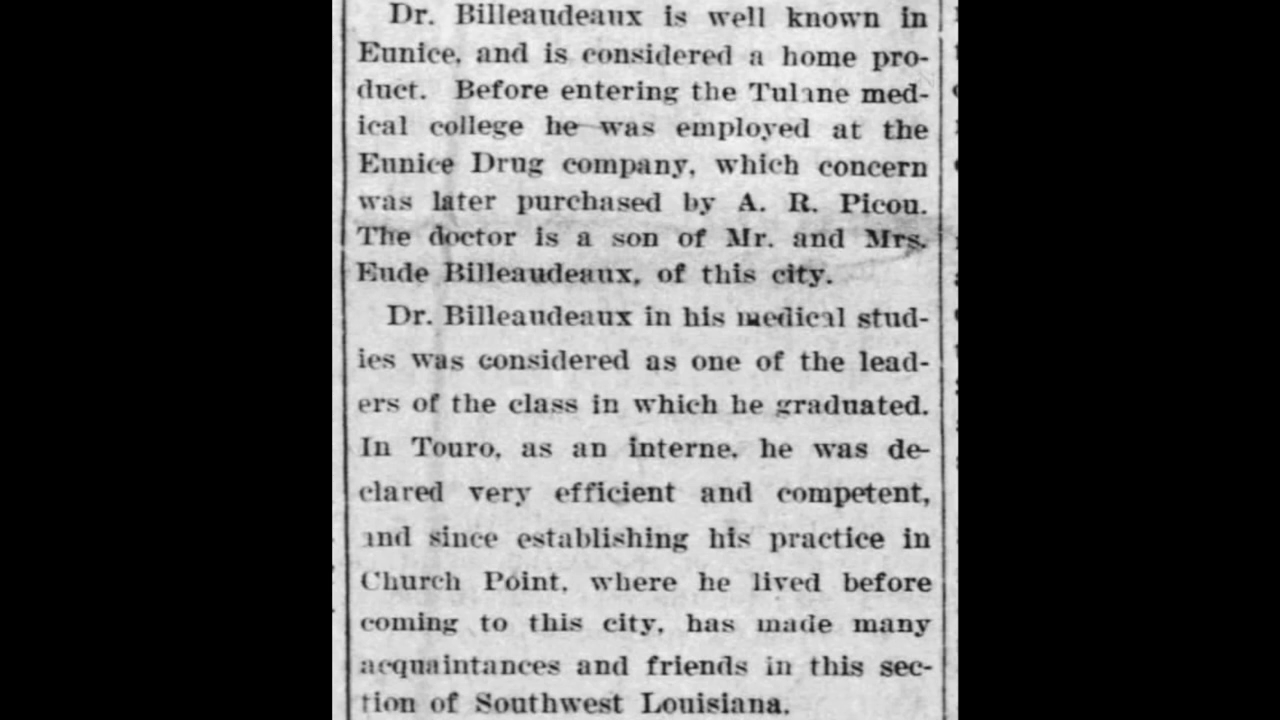 Dr. Billeaudeaux is well known in
Eunice, and is considered a home pro-
duct. Before entering the Tulane med-
ical college he was employed at the
Eunice Drug company, which concern
was later purchased by A. R. Picou.
The doctor is a son of Mr. and Mrs.
Eude Billeaudeaux, of this city.
Dr. Billeaudeaux in his medical stud-
ies was considered as one of the lead-
ers of the class in which he graduated.
In Touro, as an interne, he was de-
clared very efficient and competent,
and since establishing his practice in
Church Point, where he lived before
coming to this city, has made many
acquaintances and friends in this sec-
tion of Southwest Louisiana.